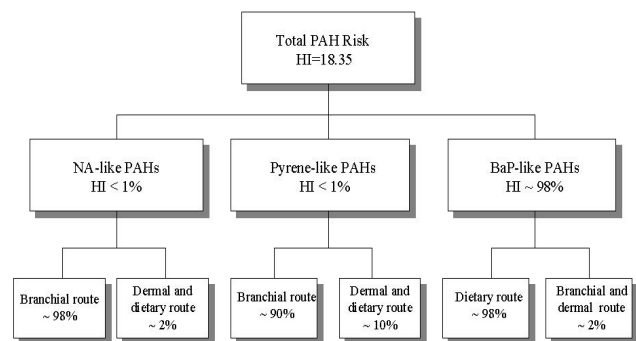 Total PAH Risk
HI=18.35
NA-like PAHs
HI < 1%
Pyrene-like PAHs
HI < 1%
BaP-like PAHs
HI ~ 98%
Branchial route
~ 98%
Dermal and
dietary route
~ 2%
Branchial route
~ 90%
Dermal and
dietary route
~ 10%
Dietary route
~ 98%
Branchial and
dermal route
~ 2%